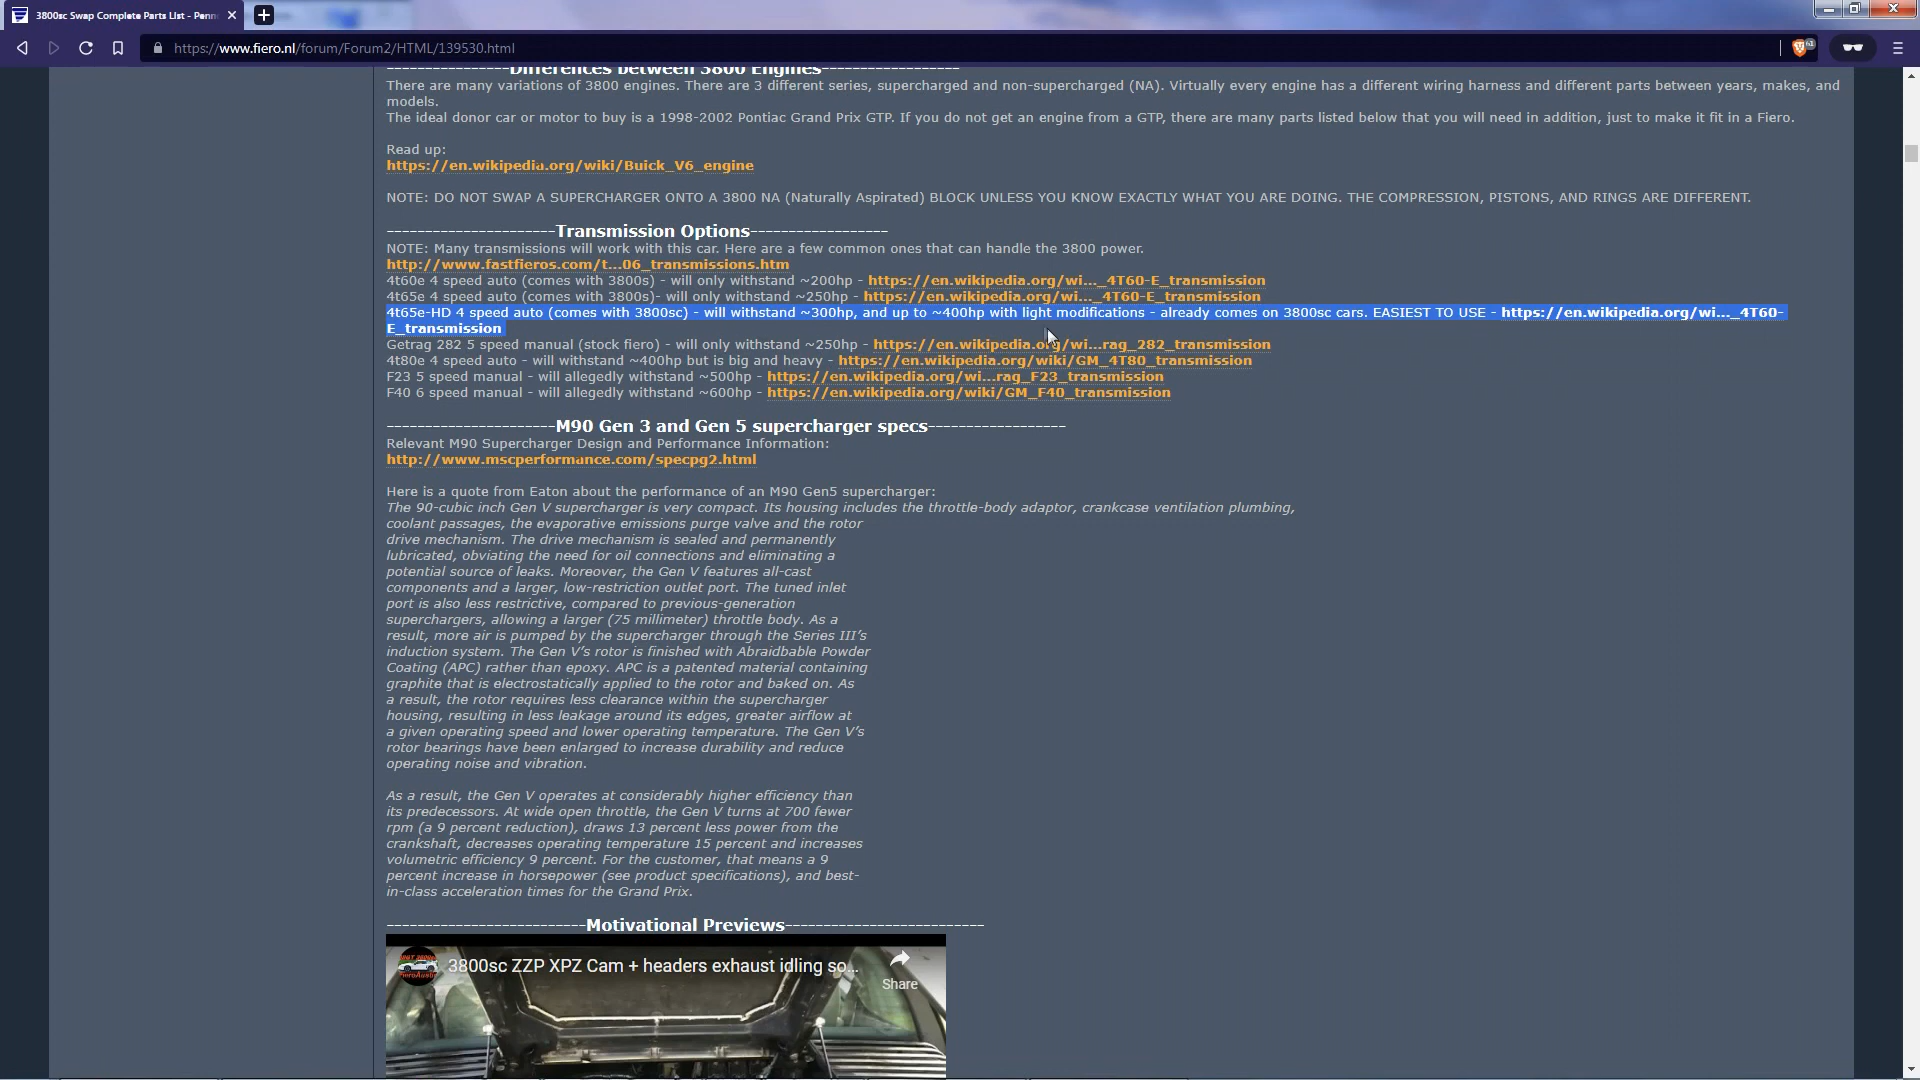 3800sc Swap Complete Parts List - Penn
https://www.fiero.nl/forum/Forum2/HTML/139530.html
----------------Differences between 3800 Engines------------------
There are many variations of 3800 engines. There are 3 different series, supercharged and non-supercharged (NA). Virtually every engine has a different wiring harness and different parts between years, makes, and
models.
The ideal donor car or motor to buy is a 1998-2002 Pontiac Grand Prix GTP. If you do not get an engine from a GTP, there are many parts listed below that you will need in addition, just to make it fit in a Fiero.
Read up:
https://en.wikipedia.org/wiki/Buick_V6_engine
NOTE: DO NOT SWAP A SUPERCHARGER ONTO A 3800 NA (Naturally Aspirated) BLOCK UNLESS YOU KNOW EXACTLY WHAT YOU ARE DOING. THE COMPRESSION, PISTONS, AND RINGS ARE DIFFERENT.
----------------------Transmission Options------------------
NOTE: Many transmissions will work with this car. Here are a few common ones that can handle the 3800 power.
http://www.fastfieros.com/t...06_transmissions.htm
4t60e 4 speed auto (comes with 3800s) - will only withstand ~200hp - https://en.wikipedia.org/wi..._4T60-E_transmission
4t65e 4 speed auto (comes with 3800s)- will only withstand ~250hp - https://en.wikipedia.org/wi..._4T60-E_transmission
4t65e-HD 4 speed auto (comes with 3800sc) - will withstand ~300hp, and up to ~400hp with light modifications - already comes on 3800sc cars. EASIEST TO USE - https://en.wikipedia.org/wi..._4T60-
E_transmission
Getrag 282 5 speed manual (stock fiero) - will only withstand ~250hp - https://en.wikipedia.org/wi...rag_282_transmission
4t80e 4 speed auto - will withstand ~400hp but is big and heavy - https://en.wikipedia.org/wiki/GM_4T80_transmission
F23 5 speed manual - will allegedly withstand ~500hp - https://en.wikipedia.org/wi...rag_F23_transmission
F40 6 speed manual - will allegedly withstand ~600hp - https://en.wikipedia.org/wiki/GM_F40_transmission
----------------------M90 Gen 3 and Gen 5 supercharger specs------------------
Relevant M90 Supercharger Design and Performance Information:
http://www.mscperformance.com/specpg2.html
Here is a quote from Eaton about the performance of an M90 Gen5 supercharger:
The 90-cubic inch Gen V supercharger is very compact. Its housing includes the throttle-body adaptor, crankcase ventilation plumbing,
coolant passages, the evaporative emissions purge valve and the rotor
drive mechanism. The drive mechanism is sealed and permanently
lubricated, obviating the need for oil connections and eliminating a
potential source of leaks. Moreover, the Gen V features all-cast
components and a larger, low-restriction outlet port. The tuned inlet
port is also less restrictive, compared to previous-generation
superchargers, allowing a larger (75 millimeter) throttle body. As a
result, more air is pumped by the supercharger through the Series III’s
induction system. The Gen V’s rotor is finished with Abraidbable Powder
Coating (APC) rather than epoxy. APC is a patented material containing
graphite that is electrostatically applied to the rotor and baked on. As
a result, the rotor requires less clearance within the supercharger
housing, resulting in less leakage around its edges, greater airflow at
a given operating speed and lower operating temperature. The Gen V’s
rotor bearings have been enlarged to increase durability and reduce
operating noise and vibration.
As a result, the Gen V operates at considerably higher efficiency than
its predecessors. At wide open throttle, the Gen V turns at 700 fewer
rpm (a 9 percent reduction), draws 13 percent less power from the
crankshaft, decreases operating temperature 15 percent and increases
volumetric efficiency 9 percent. For the customer, that means a 9
percent increase in horsepower (see product specifications), and best-
in-class acceleration times for the Grand Prix.
--------------------------Motivational Previews--------------------------
3800sc ZZP XPZ Cam + headers exhaust idling so...
Share